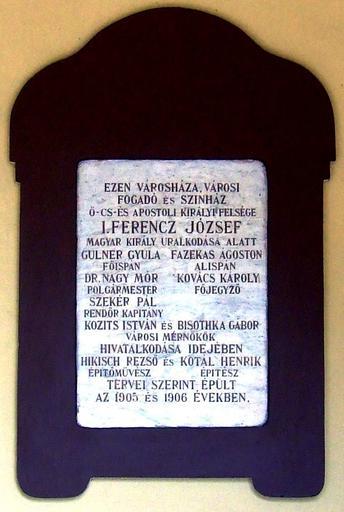 EZEN VÁROSHÁZA, VÁROSI
FOGADÓ és SZINHÁZ
Ő-CS-ÉS APOSTOLI KIRÁLYI FELSÉGE
I. FERENCZ JÓZSEF
MAGYAR KIRÁLY URALKODÁSA ALATT
GULNER GYULA FAZEKAS ÁGOSTON
FŐISPÁN ALISPÁN
DR. NAGY MÓR KOVÁCS KÁROLY
POLGÁRMESTER FŐJEGYZŐ
SZEKÉR PÁL
RENDŐR KAPITÁNY
KOZITS ISTVÁN és BISOTHKA GÁBOR
VÁROSI MÉRNÖKÖK
HIVATALKODÁSA IDEJÉBEN
HIKISCH REZSŐ és KOTÁL HENRIK
ÉPITŐMŰVÉSZ ÉPITÉSZ
TERVEI SZERINT ÉPÜLT
AZ 1905 ÉS 1906 ÉVEKBEN.